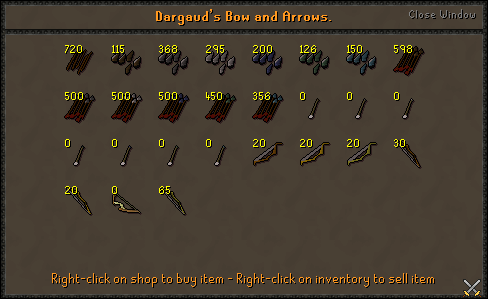 Dargaud's Bow and Arrows.
Close Window
720 115 368 295 200 126 150 598
500 500 500 450 356 0 0 0
0 0 0 0 20 20 20 30
20 0 65
Right-click on shop to buy item - Right-click on inventory to sell item